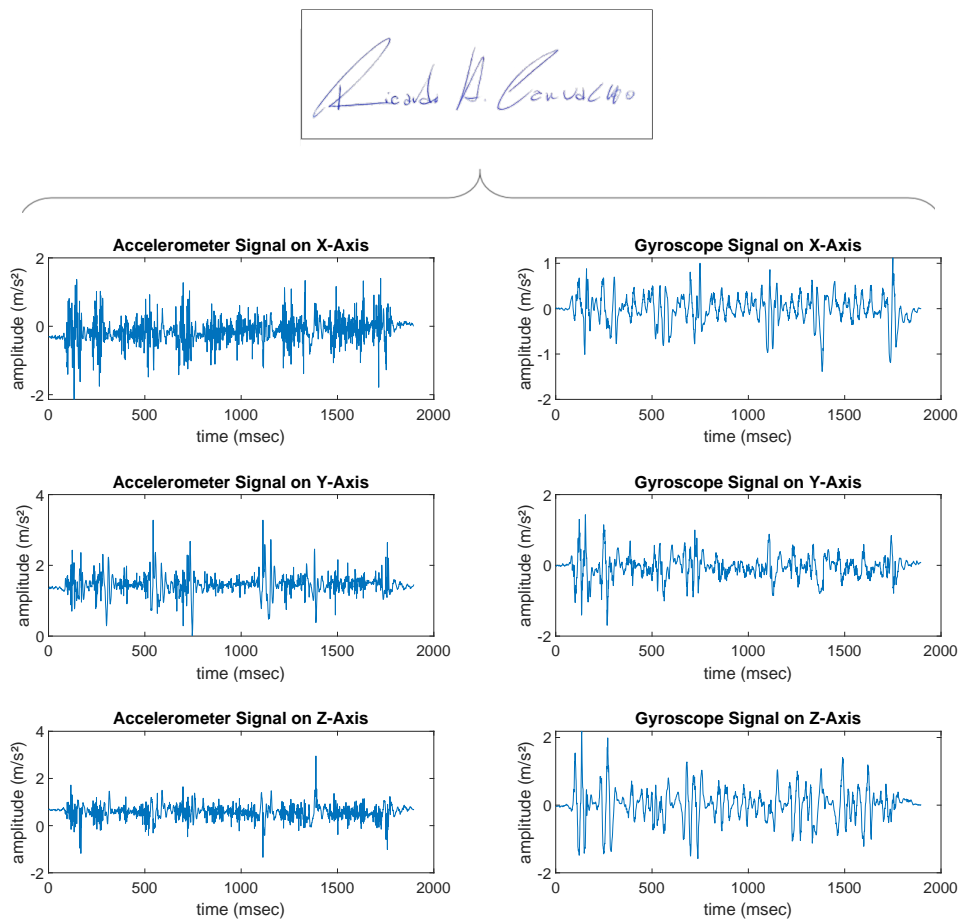 Ricardo A. Carvalho
Accelerometer Signal on X-Axis
amplitude (m/s²)
2
0
-2
0 500 1000 1500 2000
time (msec)
Gyroscope Signal on X-Axis
amplitude (m/s²)
1
0
-1
-2
0 500 1000 1500 2000
time (msec)
Accelerometer Signal on Y-Axis
amplitude (m/s²)
4
2
0
0 500 1000 1500 2000
time (msec)
Gyroscope Signal on Y-Axis
amplitude (m/s²)
2
0
-2
0 500 1000 1500 2000
time (msec)
Accelerometer Signal on Z-Axis
amplitude (m/s²)
4
2
0
-2
0 500 1000 1500 2000
time (msec)
Gyroscope Signal on Z-Axis
amplitude (m/s²)
2
0
-2
0 500 1000 1500 2000
time (msec)